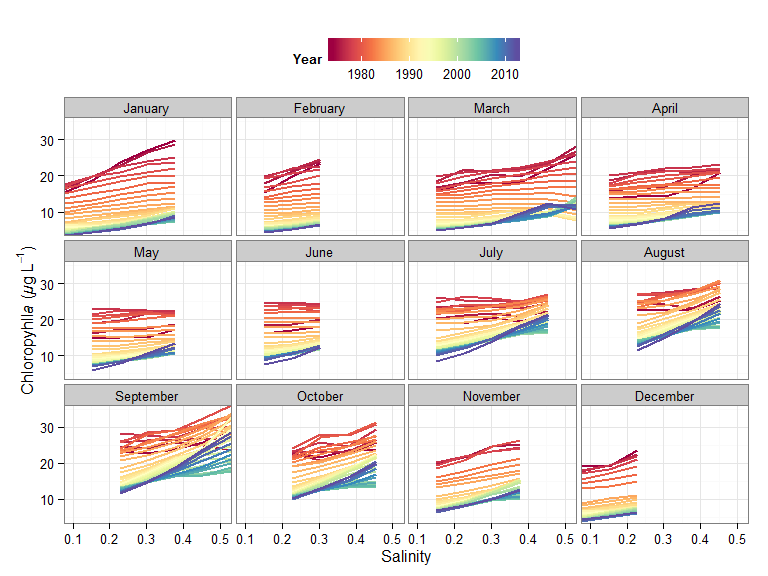 Year
1980 1990 2000 2010
January February March April
30
20
10
May June July August
30
20
10
September October November December
30
20
10
0.1 0.2 0.3 0.4 0.5 0.1 0.2 0.3 0.4 0.5 0.1 0.2 0.3 0.4 0.5 0.1 0.2 0.3 0.4 0.5
Salinity
Chloropyhlla (μg L⁻¹)